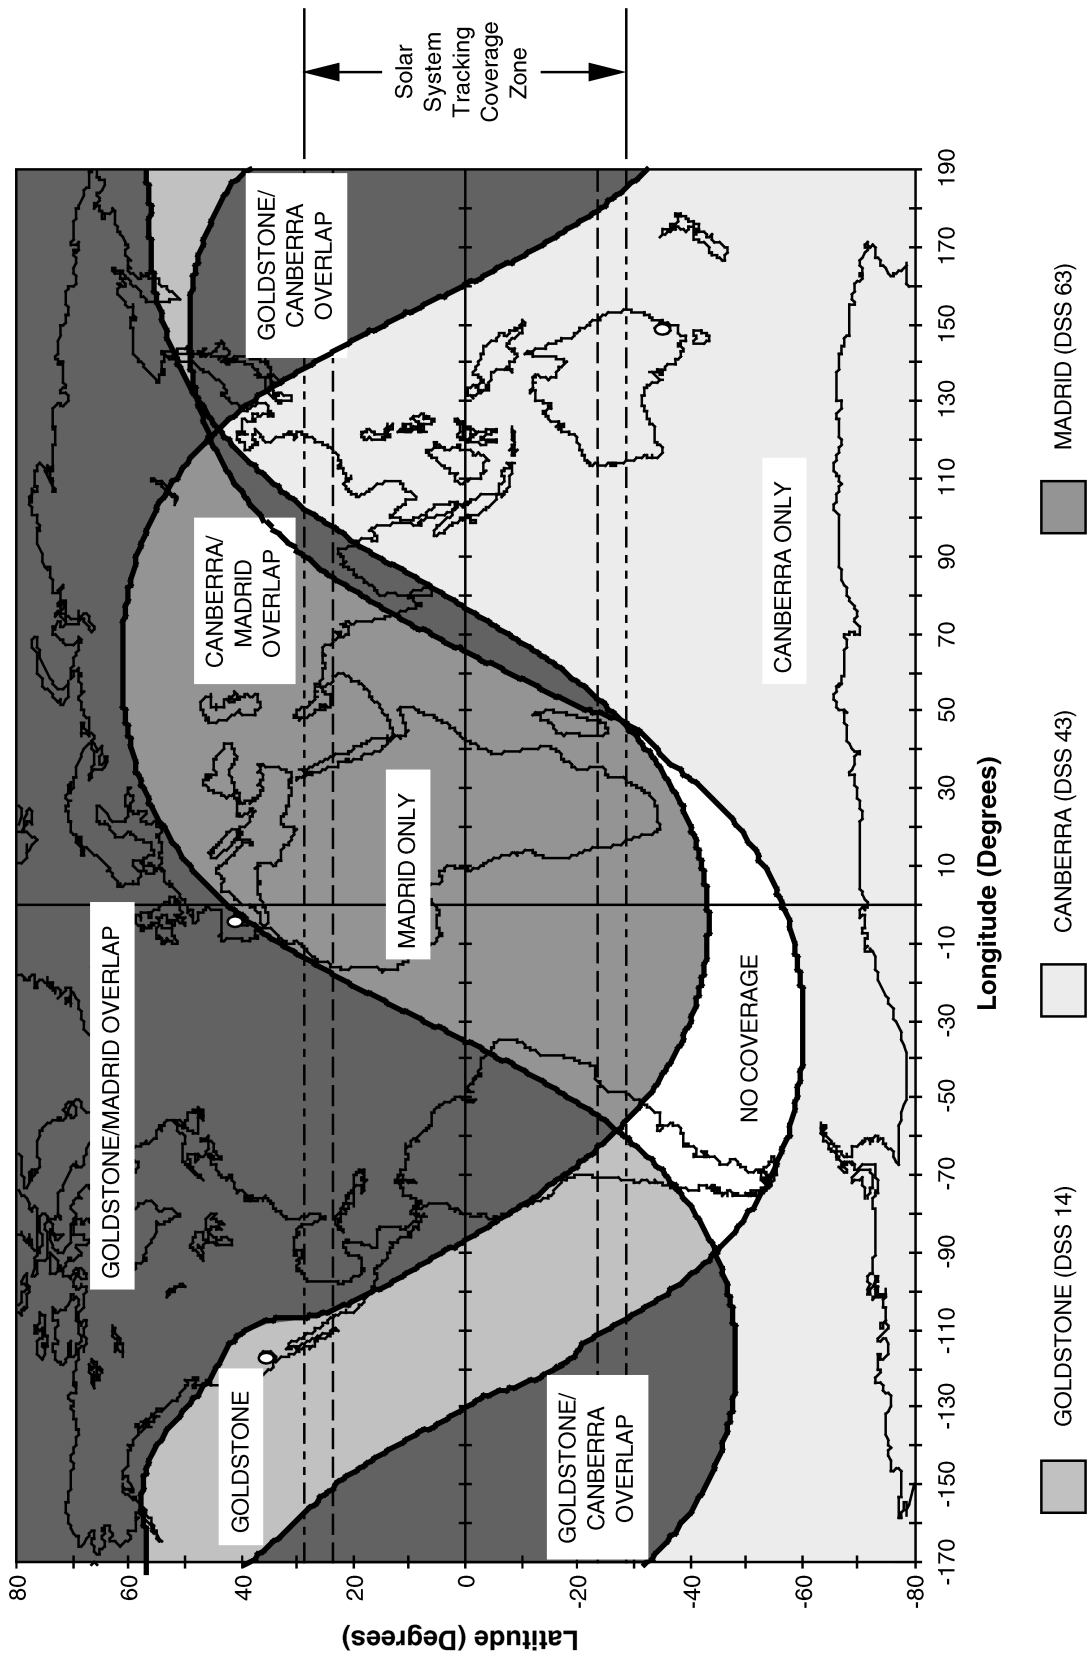 Solar
System
Tracking
Coverage
Zone
GOLDSTONE/MADRID OVERLAP
GOLDSTONE
CANBERRA/
MADRID
OVERLAP
GOLDSTONE/
CANBERRA
OVERLAP
MADRID ONLY
GOLDSTONE/
CANBERRA
OVERLAP
NO COVERAGE
CANBERRA ONLY
Latitude (Degrees)
80
60
40
20
0
-20
-40
-60
-80
-170
-150
-130
-110
-90
-70
-50
-30
-10
10
30
50
70
90
110
130
150
170
190
Longitude (Degrees)
GOLDSTONE (DSS 14)
CANBERRA (DSS 43)
MADRID (DSS 63)